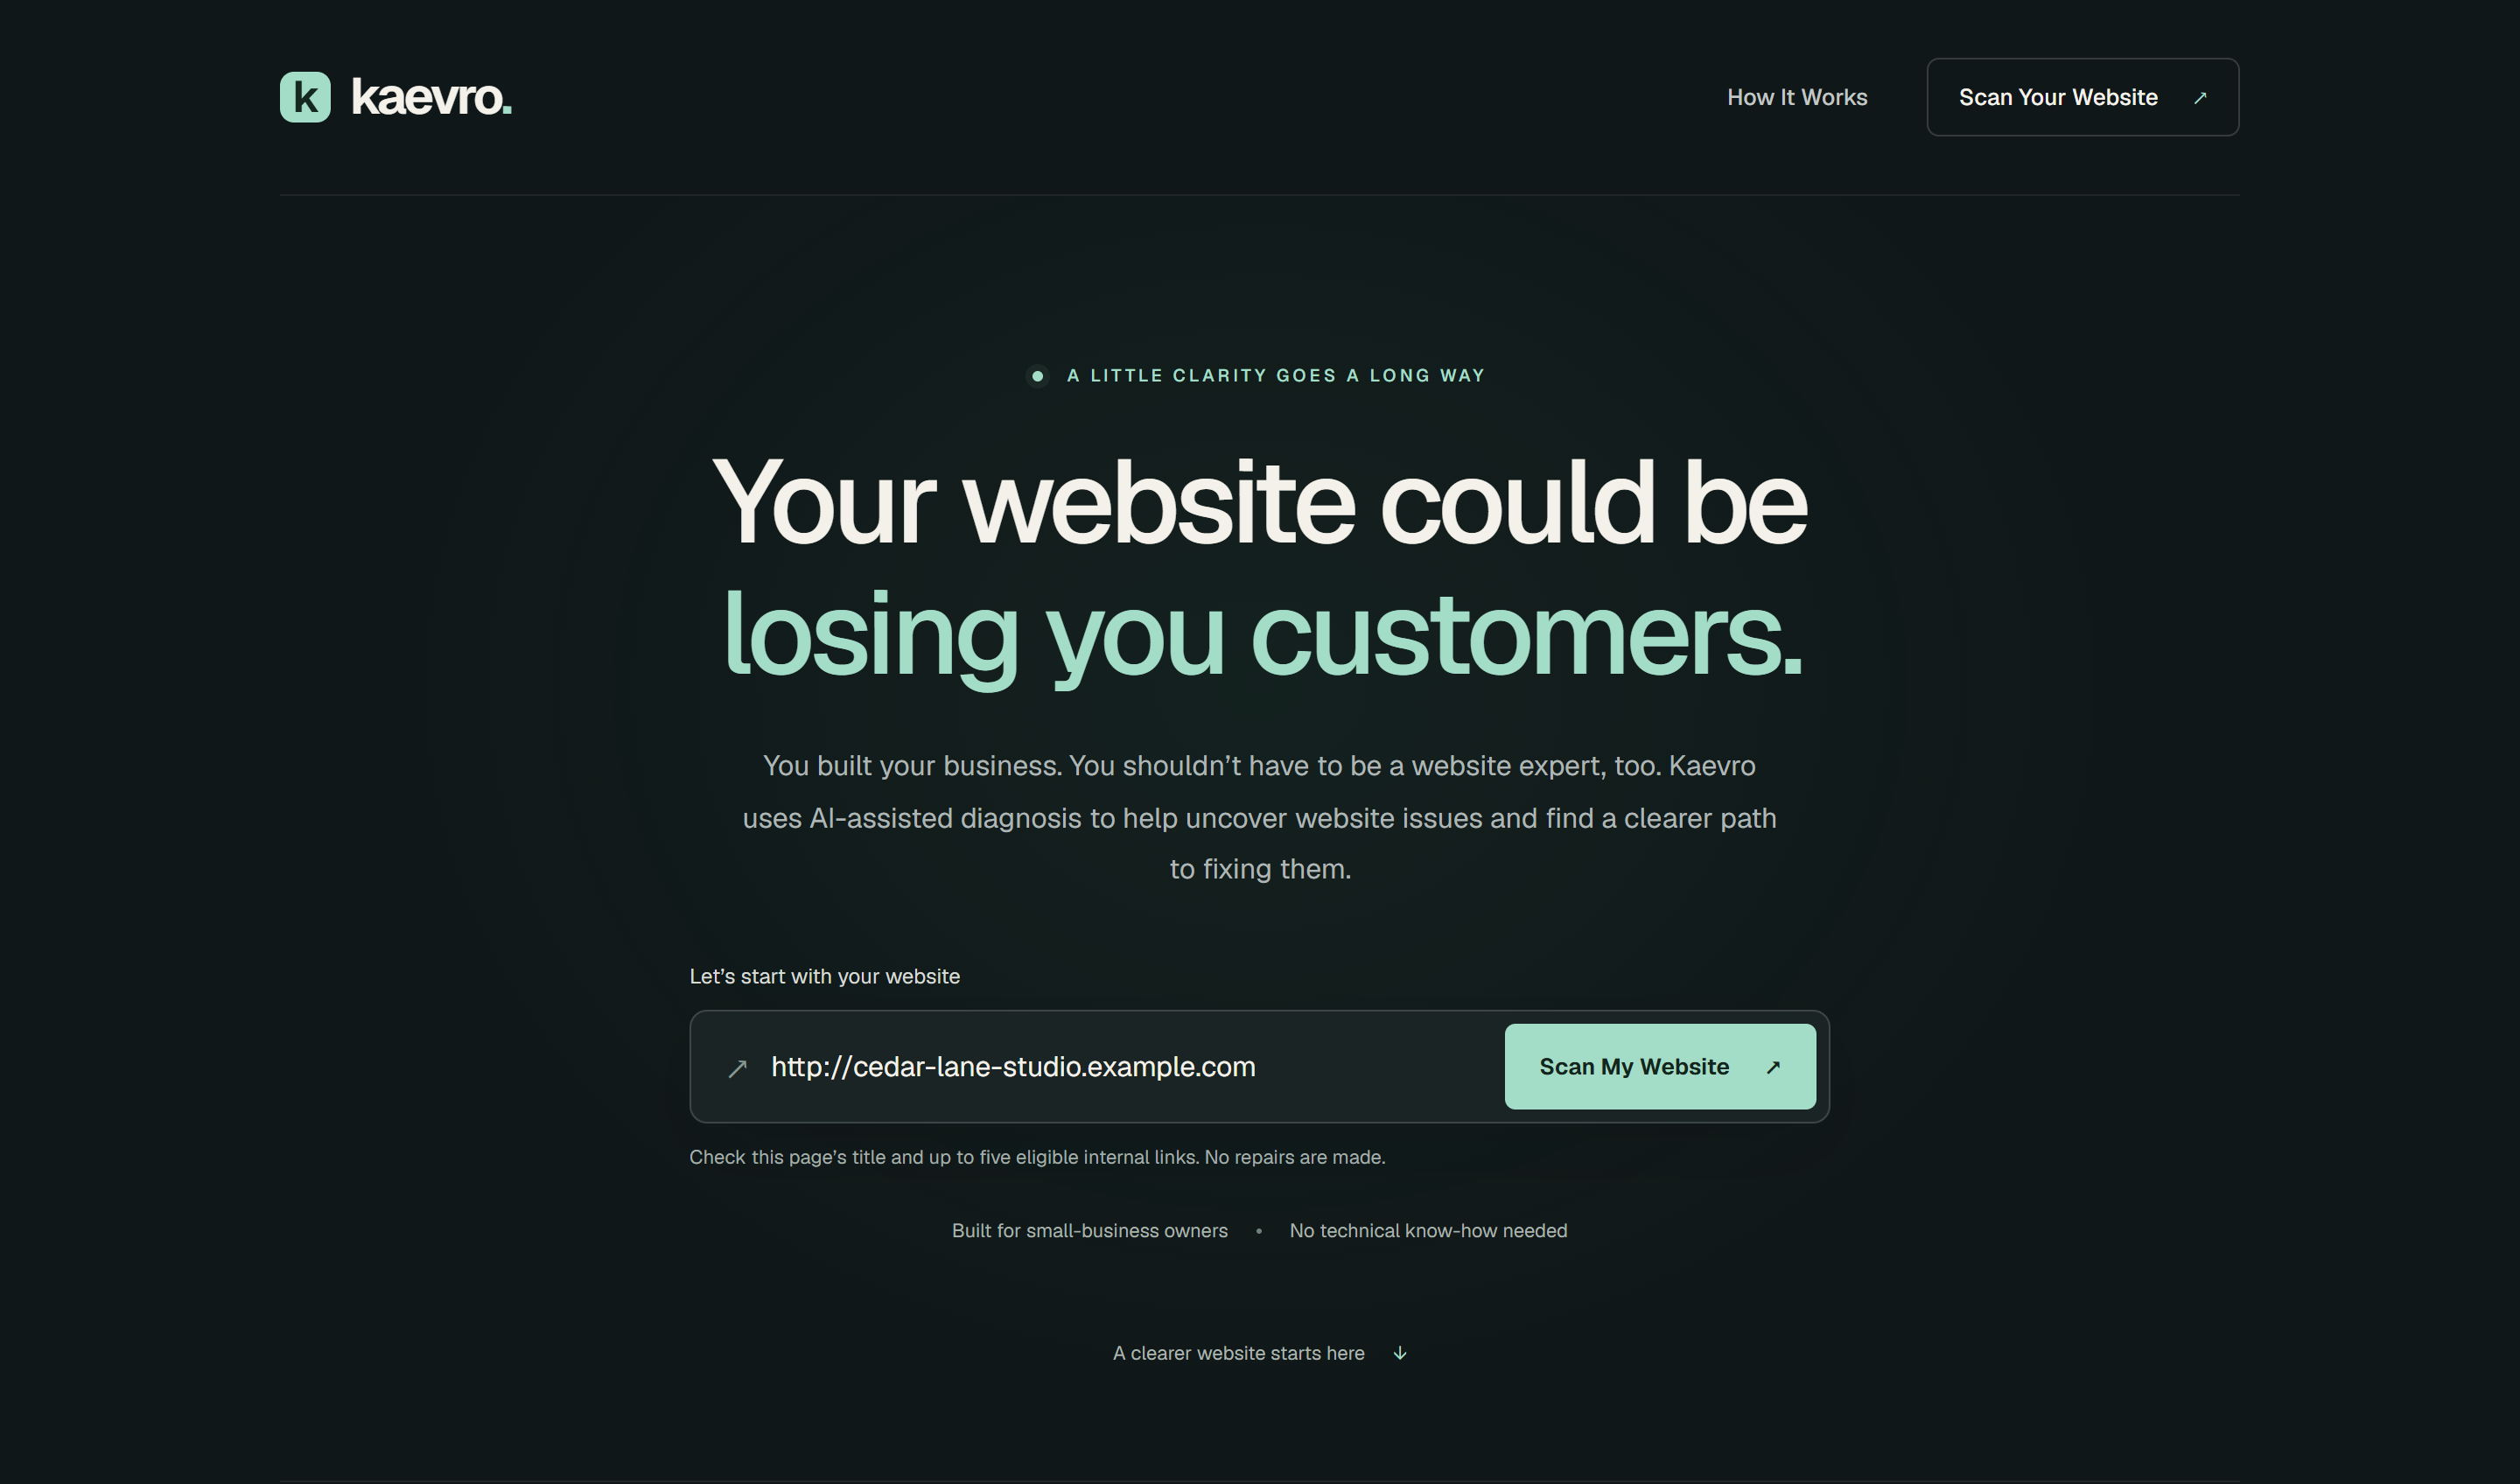 k kaevro.
How It Works
Scan Your Website ↗
A LITTLE CLARITY GOES A LONG WAY
Your website could be
losing you customers.
You built your business. You shouldn’t have to be a website expert, too. Kaevro
uses AI-assisted diagnosis to help uncover website issues and find a clearer path
to fixing them.
Let’s start with your website
↗ http://cedar-lane-studio.example.com
Scan My Website ↗
Check this page’s title and up to five eligible internal links. No repairs are made.
Built for small-business owners • No technical know-how needed
A clearer website starts here ↓